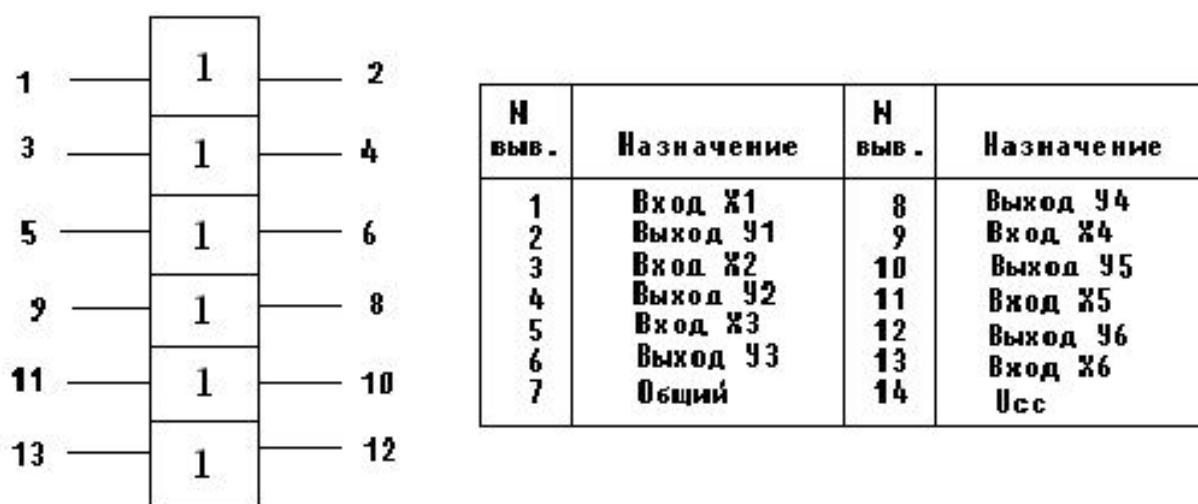 1 1 2
3 1 4
5 1 6
9 1 8
11 1 10
13 1 12
N выв. Назначение N выв. Назначение
1 Вход X1 8 Выход У4
2 Выход У1 9 Вход X4
3 Вход X2 10 Выход У5
4 Выход У2 11 Вход X5
5 Вход X3 12 Выход У6
6 Выход У3 13 Вход X6
7 Общий 14 Ucc